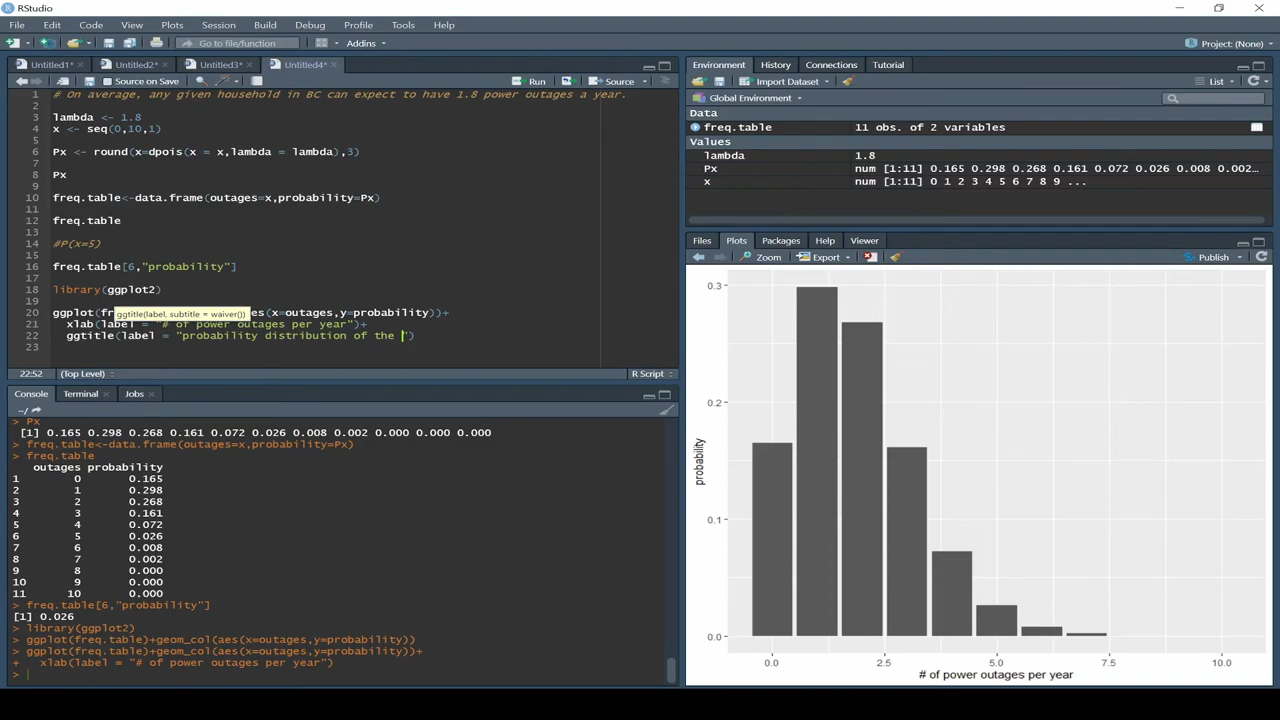 RStudio
File Edit Code View Plots Session Build Debug Profile Tools Help
Go to file/function Addins Project: (None)
Untitled1* Untitled2* Untitled3* Untitled4*
Source on Save Run Source
1 # On average, any given household in BC can expect to have 1.8 power outages a year.
2
3 lambda <- 1.8
4 x <- seq(0,10,1)
5
6 Px <- round(x=dpois(x = x,lambda = lambda),3)
7
8 Px
9
10 freq.table<-data.frame(outages=x,probability=Px)
11
12 freq.table
13
14 #P(x=5)
15
16 freq.table[6,"probability"]
17
18 library(ggplot2)
19
ggtitle(label, subtitle = waiver())
20 ggplot(fr es(x=outages,y=probability))+
21 xlab(label = "# of power outages per year")+
22 ggtitle(label = "probability distribution of the ")
23
22:52 (Top Level) R Script
Console Terminal Jobs
~/
> Px
[1] 0.165 0.298 0.268 0.161 0.072 0.026 0.008 0.002 0.000 0.000 0.000
> freq.table<-data.frame(outages=x,probability=Px)
> freq.table
outages probability
1 0 0.165
2 1 0.298
3 2 0.268
4 3 0.161
5 4 0.072
6 5 0.026
7 6 0.008
8 7 0.002
9 8 0.000
10 9 0.000
11 10 0.000
> freq.table[6,"probability"]
[1] 0.026
> library(ggplot2)
> ggplot(freq.table)+geom_col(aes(x=outages,y=probability))
> ggplot(freq.table)+geom_col(aes(x=outages,y=probability))+
+ xlab(label = "# of power outages per year")
>
Environment History Connections Tutorial
Import Dataset List
Global Environment
Data
freq.table 11 obs. of 2 variables
Values
lambda 1.8
Px num [1:11] 0.165 0.298 0.268 0.161 0.072 0.026 0.008 0.002...
x num [1:11] 0 1 2 3 4 5 6 7 8 9 ...
Files Plots Packages Help Viewer
Zoom Export Publish
0.3
0.2
0.1
0.0
probability
0.0 2.5 5.0 7.5 10.0
# of power outages per year